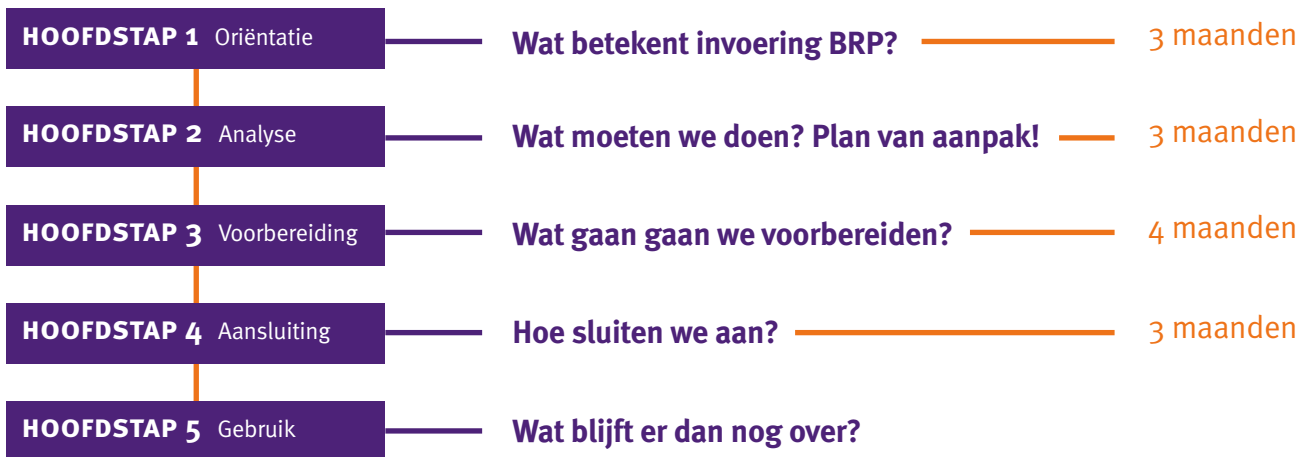 HOOFDSTAP 1 Oriëntatie Wat betekent invoering BRP? 3 maanden
HOOFDSTAP 2 Analyse Wat moeten we doen? Plan van aanpak! 3 maanden
HOOFDSTAP 3 Voorbereiding Wat gaan gaan we voorbereiden? 4 maanden
HOOFDSTAP 4 Aansluiting Hoe sluiten we aan? 3 maanden
HOOFDSTAP 5 Gebruik Wat blijft er dan nog over?